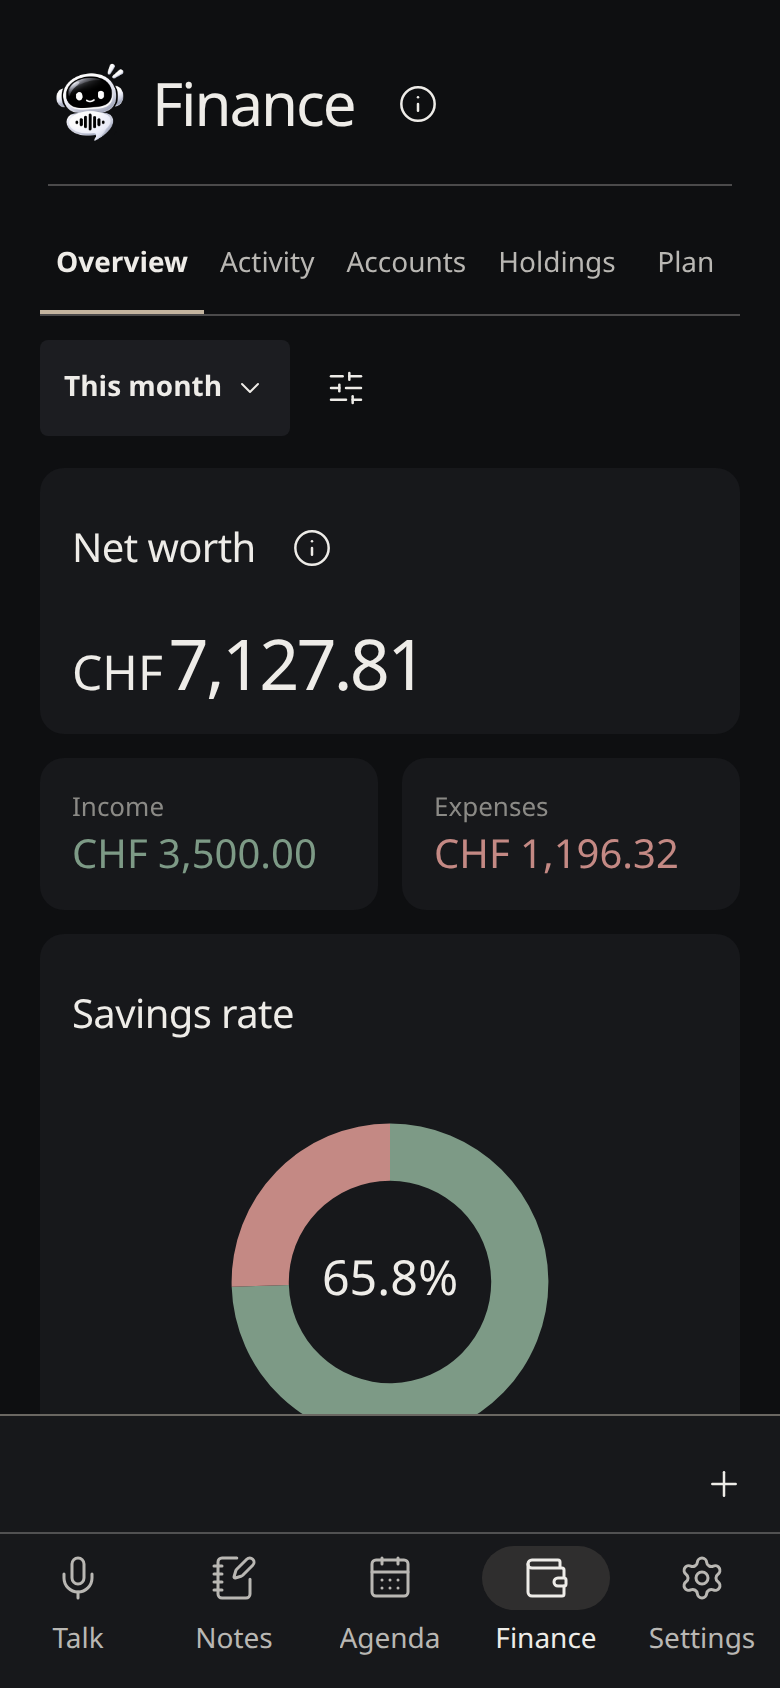 Finance
Overview Activity Accounts Holdings Plan
This month
Net worth
CHF 7,127.81
Income
CHF 3,500.00
Expenses
CHF 1,196.32
Savings rate
65.8%
Talk Notes Agenda Finance Settings